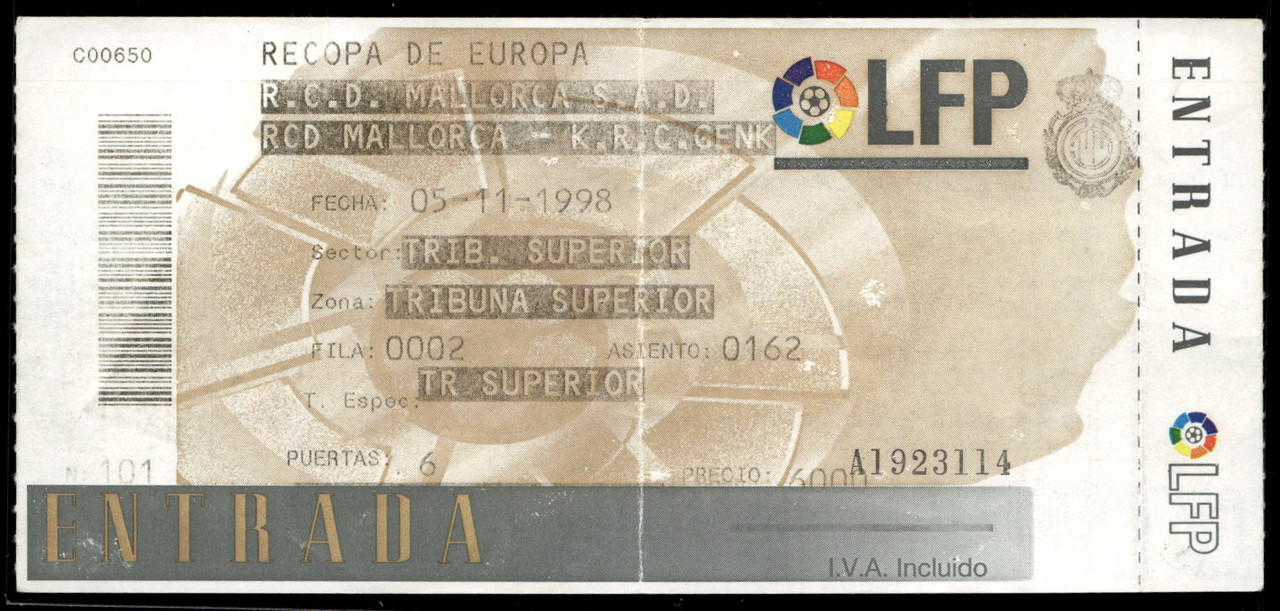 C00650
RECOPA DE EUROPA
R.C.D. MALLORCA S.A.D.
RCD MALLORCA - K.R.C.GENK
LFP
FECHA: 05-11-1998
Sector: TRIB. SUPERIOR
Zona: TRIBUNA SUPERIOR
FILA: 0002 ASIENTO: 0162
TR SUPERIOR
T. Espec.
PUERTAS: 6
PRECIO: 6000
A1923114
N. 101
ENTRADA
I.V.A. Incluido
ENTRADA
LFP